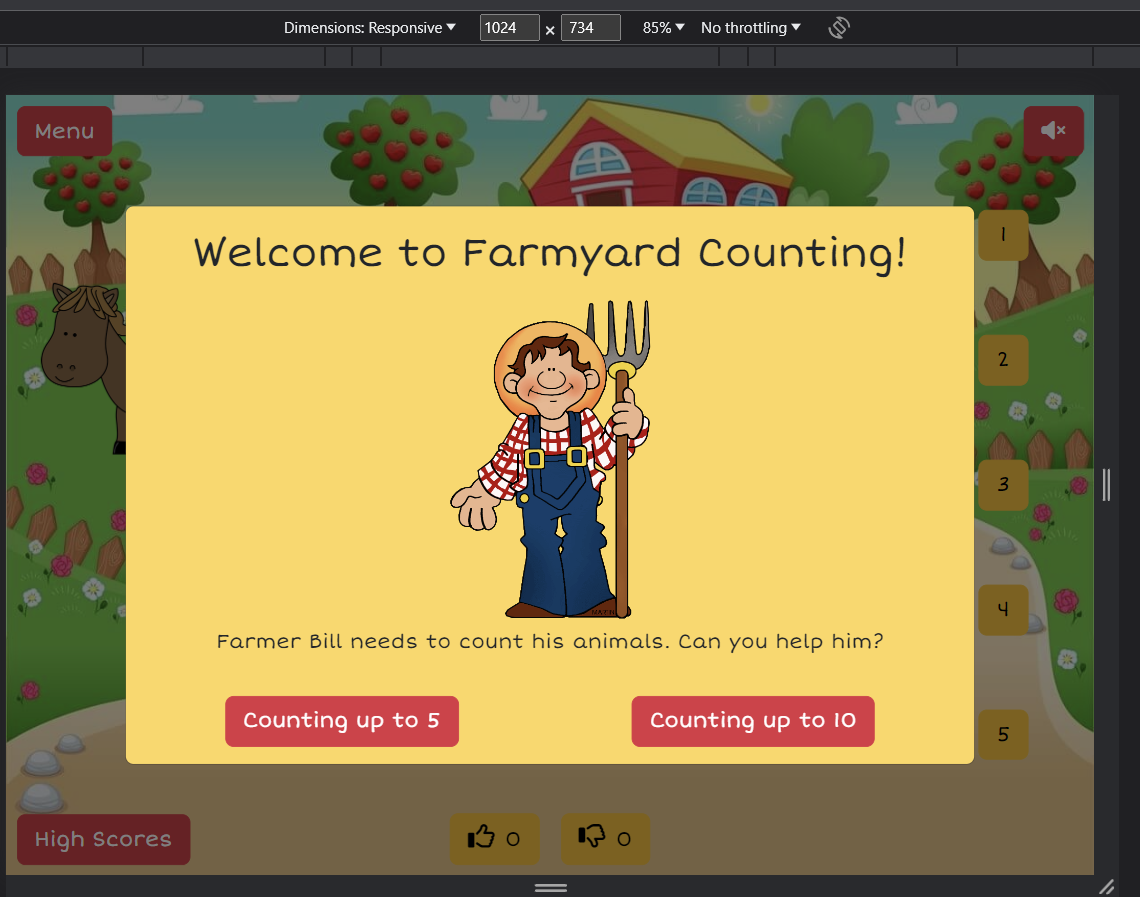 Dimensions: Responsive 1024 × 734 85% No throttling
Menu
Welcome to Farmyard Counting!
1
2
3
4
5
Farmer Bill needs to count his animals. Can you help him?
Counting up to 5 Counting up to 10
High Scores 0 0